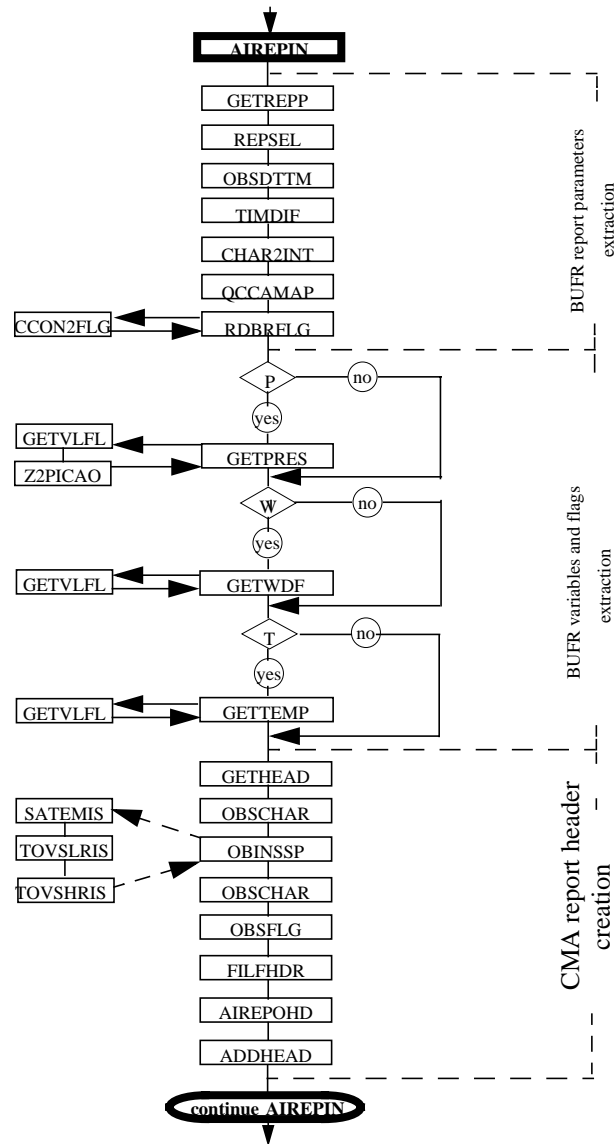 AIREPIN
GETREPP
REPSEL
OBSDTTM
TIMDIF
CHAR2INT
QCCAMAP
CCON2FLG
RDBRFLG
BUFR report parameters
extraction
P
no
yes
GETVLFL
GETPRES
Z2PICAO
W
no
yes
GETVLFL
GETWDF
T
no
yes
GETVLFL
GETTEMP
BUFR variables and flags
extraction
GETHEAD
OBSCHAR
SATEMIS
OBINSSP
TOVSLRIS
TOVSHRIS
OBSCHAR
OBSFLG
FILFHDR
AIREPOHD
ADDHEAD
CMA report header
creation
continue AIREPIN